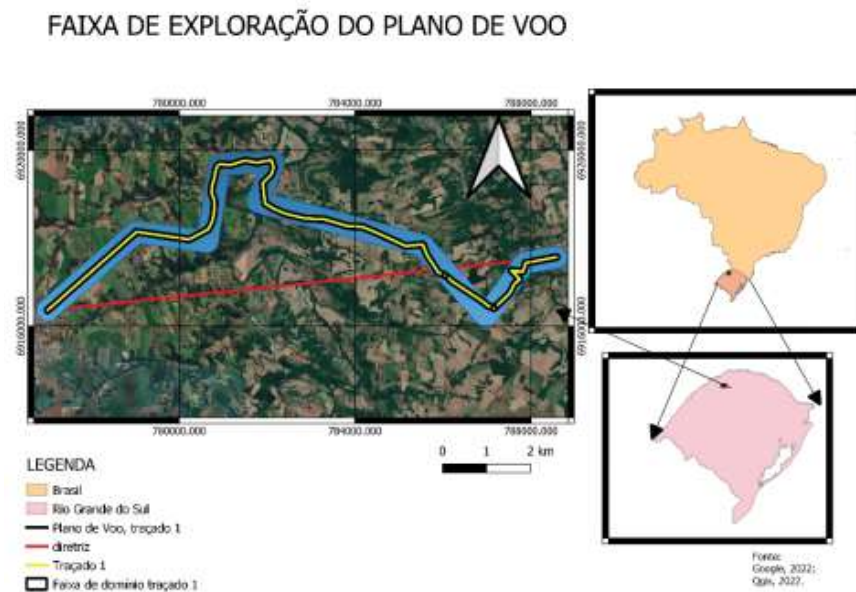 FAIXA DE EXPLORAÇÃO DO PLANO DE VOO
780000.000 784000.000 788000.000
6920000.000 6920000.000
6916000.000 6916000.000
780000.000 784000.000 788000.000
0 1 2 km
LEGENDA
Brasil
Rio Grande do Sul
Plano de Voo, traçado 1
diretriz
Traçado 1
Faixa de domínio traçado 1
Fonte:
Google, 2022;
Qgis, 2022.